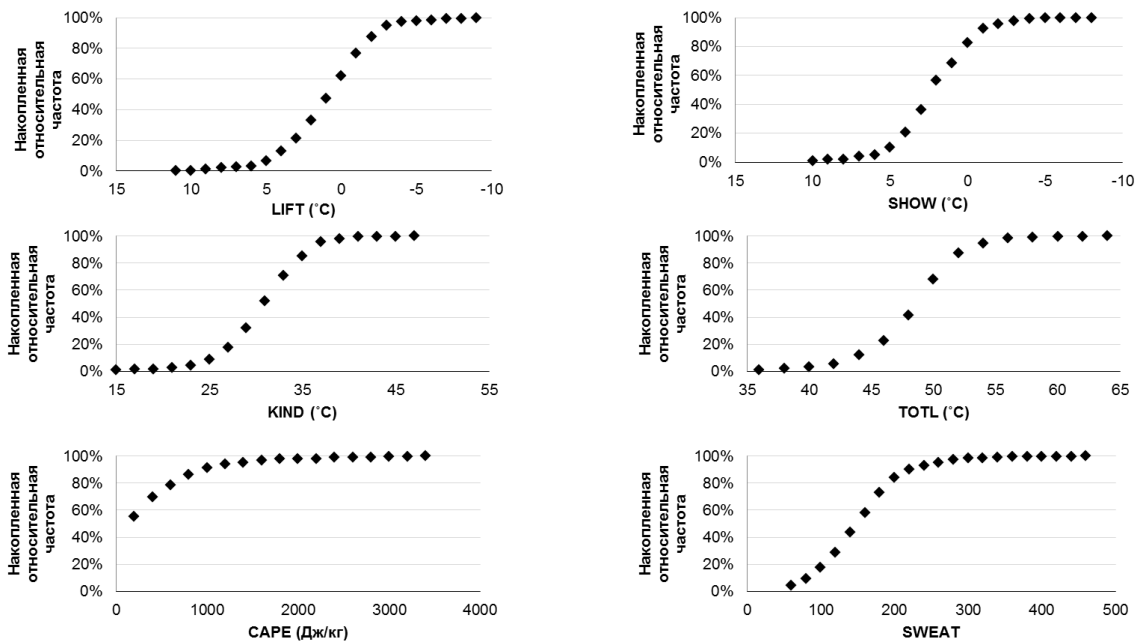 Накопленная
относительная
частота
100%
80%
60%
40%
20%
0%
15
10
5
0
-5
-10
LIFT (˚C)
Накопленная
относительная
частота
100%
80%
60%
40%
20%
0%
15
10
5
0
-5
-10
SHOW (˚C)
Накопленная
относительная
частота
100%
80%
60%
40%
20%
0%
15
25
35
45
55
KIND (˚C)
Накопленная
относительная
частота
100%
80%
60%
40%
20%
0%
35
40
45
50
55
60
65
TOTL (˚C)
Накопленная
относительная
частота
100%
80%
60%
40%
20%
0%
0
1000
2000
3000
4000
CAPE (Дж/кг)
Накопленная
относительная
частота
100%
80%
60%
40%
20%
0%
0
100
200
300
400
500
SWEAT